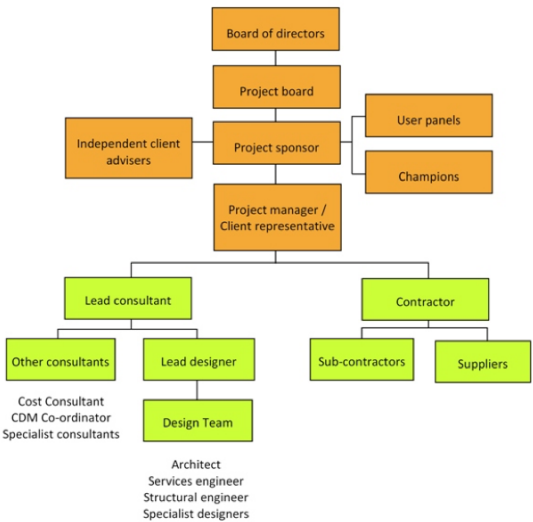 Board of directors
Project board
Independent client
advisers
Project sponsor
User panels
Champions
Project manager /
Client representative
Lead consultant
Contractor
Other consultants
Lead designer
Sub-contractors
Suppliers
Cost Consultant
CDM Co-ordinator
Specialist consultants
Design Team
Architect
Services engineer
Structural engineer
Specialist designers